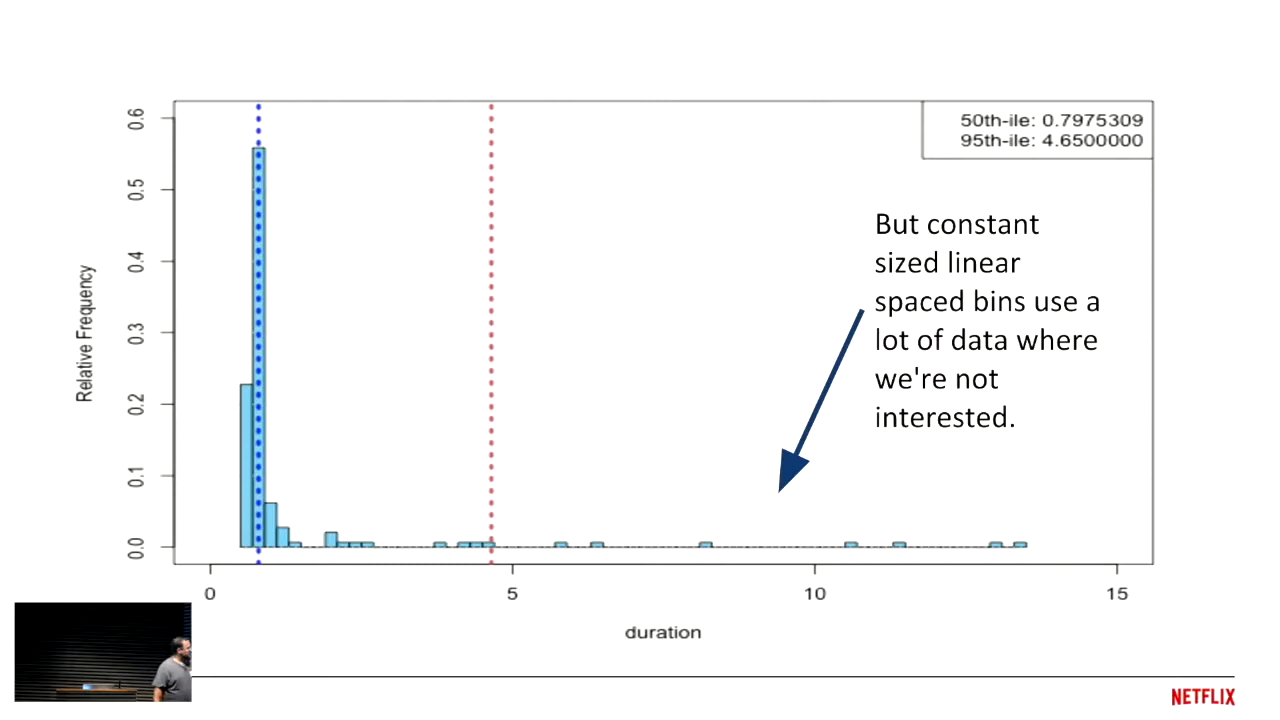 0.6
0.5
0.4
0.3
0.2
0.1
0.0
Relative Frequency
50th-ile: 0.7975309
95th-ile: 4.6500000
But constant
sized linear
spaced bins use a
lot of data where
we're not
interested.
0 5 10 15
duration
NETFLIX